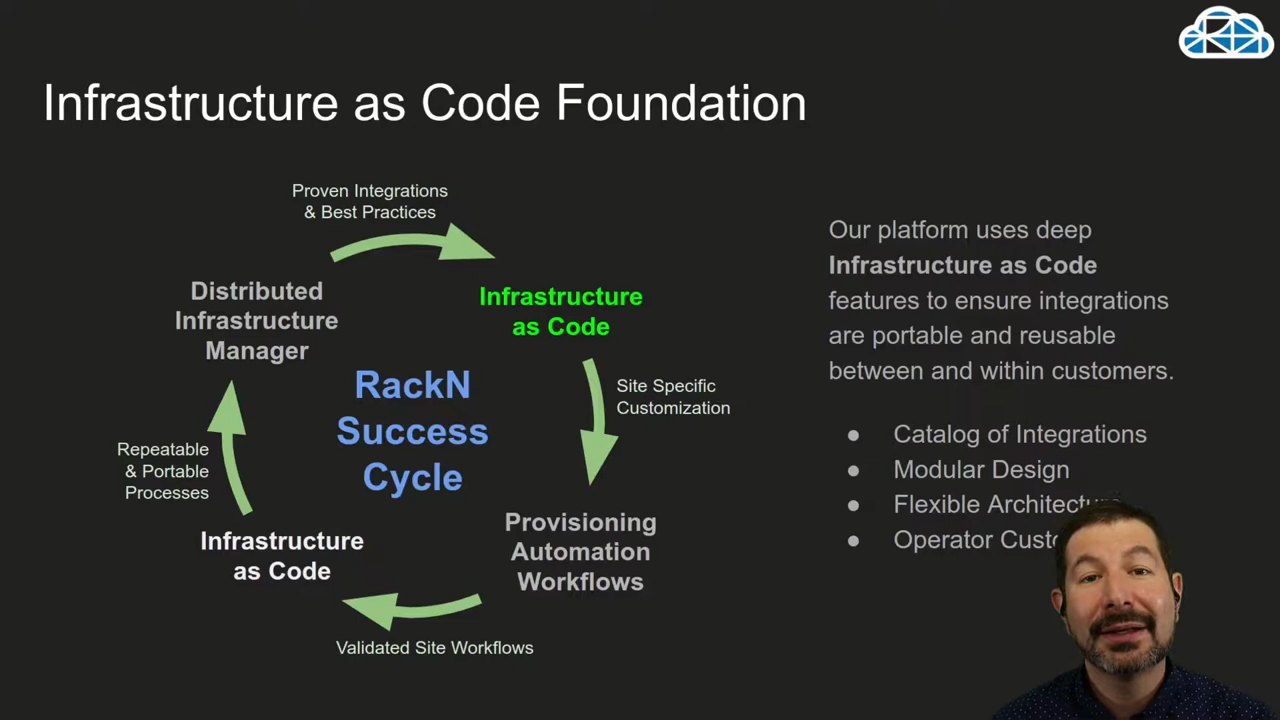 Infrastructure as Code Foundation
Proven Integrations
& Best Practices
Distributed
Infrastructure
Manager
Infrastructure
as Code
RackN
Success
Cycle
Site Specific
Customization
Repeatable
& Portable
Processes
Infrastructure
as Code
Provisioning
Automation
Workflows
Validated Site Workflows
Our platform uses deep
Infrastructure as Code
features to ensure integrations
are portable and reusable
between and within customers.
● Catalog of Integrations
● Modular Design
● Flexible Architecture
● Operator